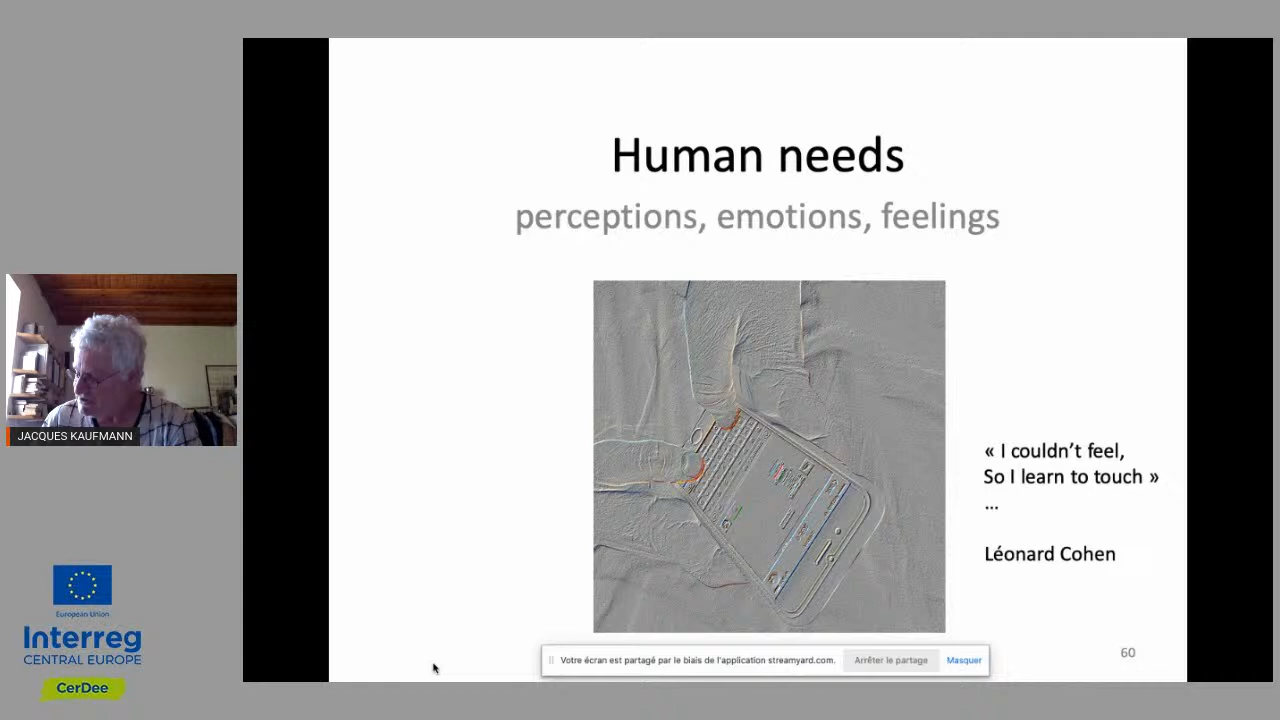 Human needs
perceptions, emotions, feelings
« I couldn’t feel,
So I learn to touch »
...
Léonard Cohen
JACQUES KAUFMANN
European Union
Interreg
CENTRAL EUROPE
CerDee
Votre écran est partagé par le biais de l'application streamyard.com.
Arrêter le partage
Masquer
60